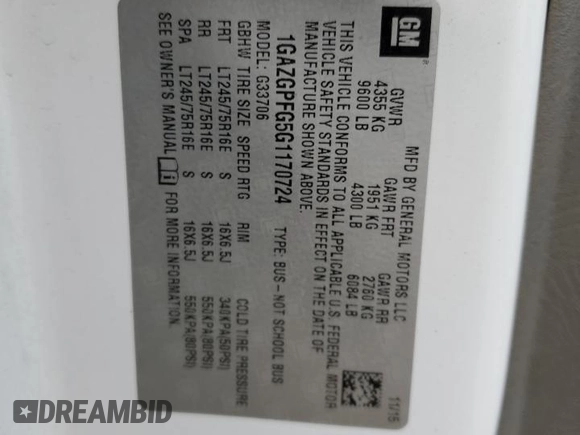 GM
MFD BY GENERAL MOTORS LLC
11/15
GVWR GAWR FRT GAWR RR
4355 KG 1951 KG 2760 KG
9600 LB 4300 LB 6084 LB
THIS VEHICLE CONFORMS TO ALL APPLICABLE U.S. FEDERAL MOTOR
VEHICLE SAFETY STANDARDS IN EFFECT ON THE DATE OF
MANUFACTURE SHOWN ABOVE.
1GAZGPFG5G1170724 TYPE: BUS-NOT SCHOOL BUS
MODEL: G33706
GBHW TIRE SIZE SPEED RTG RIM COLD TIRE PRESSURE
FRT LT245/75R16E S 16X6.5J 340KPA(50PSI)
RR LT245/75R16E S 16X6.5J 550KPA(80PSI)
SPA LT245/75R16E S 16X6.5J 550KPA(80PSI)
SEE OWNER'S MANUAL FOR MORE INFORMATION.
DREAMBID